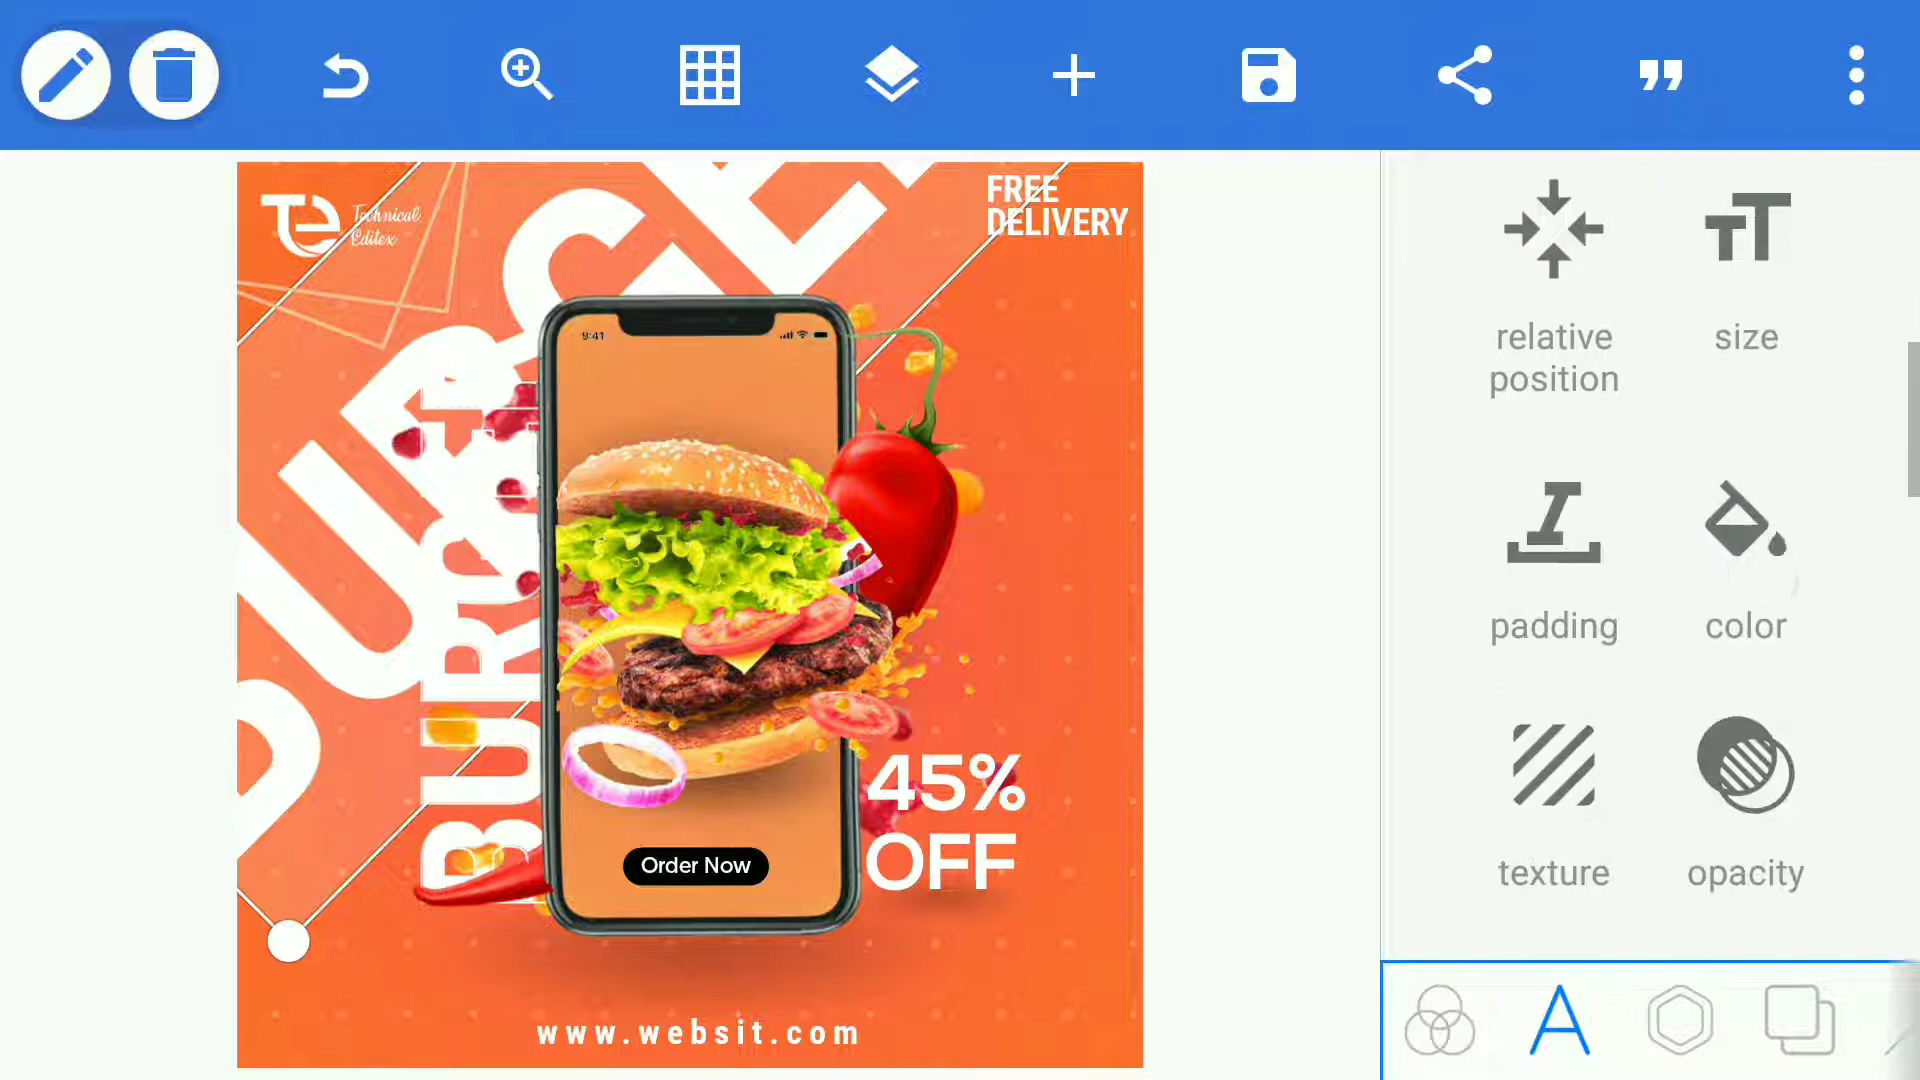 Technical
Editex
FREE
DELIVERY
BURGER
BURGER
9:41
45%
OFF
Order Now
www.websit.com
relative
position
size
padding
color
texture
opacity